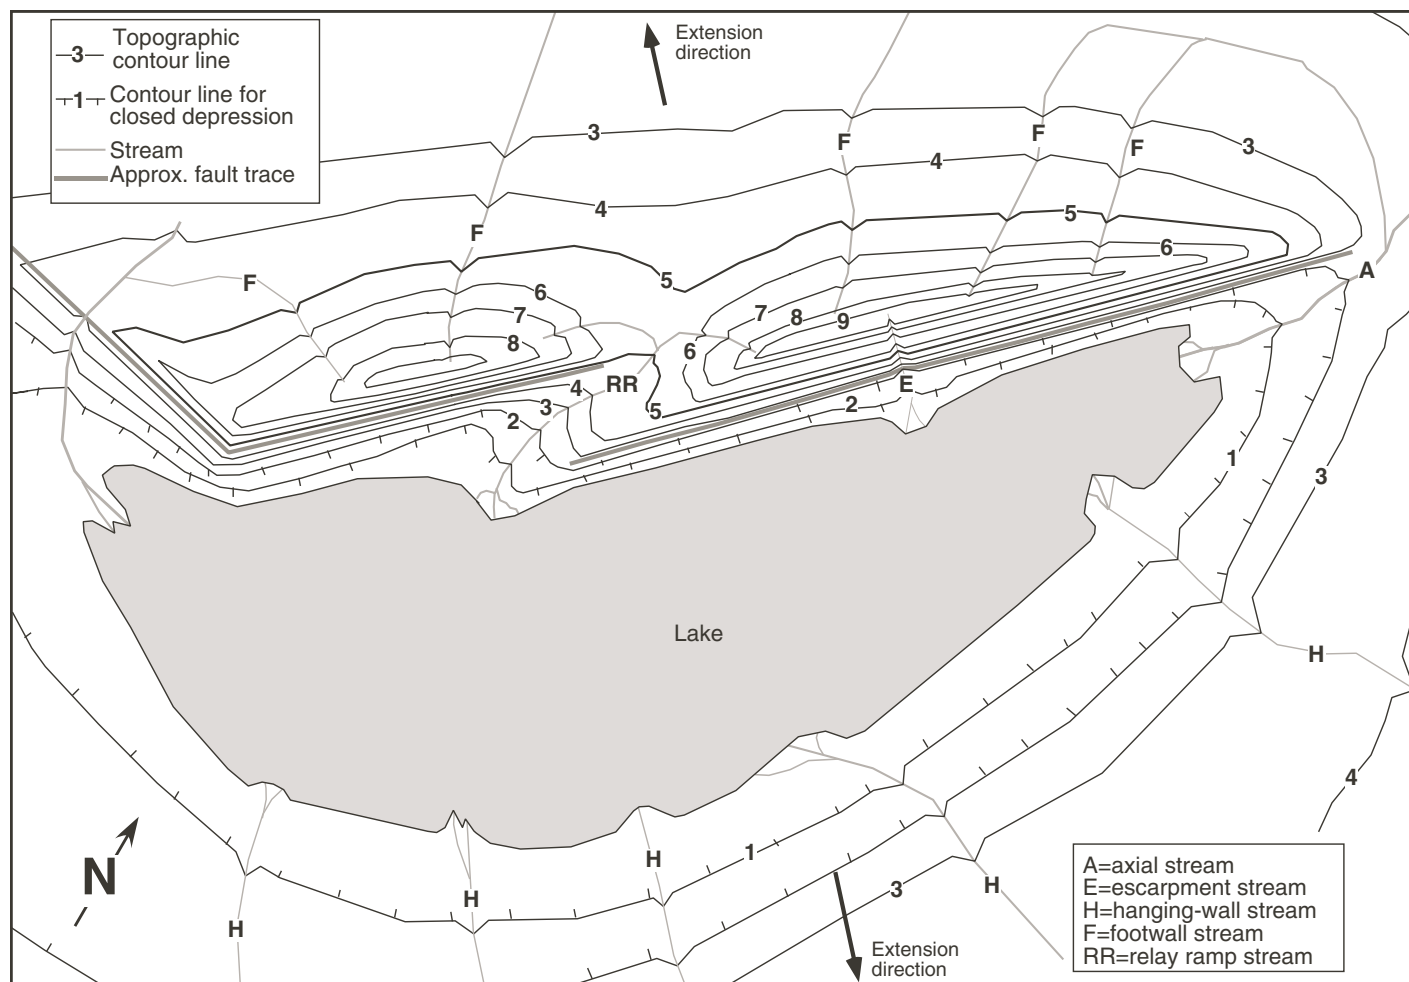 3 Topographic
contour line
1 Contour line for
closed depression
Stream
Approx. fault trace
Extension
direction
3
3
4
4
F
F
F
F
F
5
5
5
6
6
6
7
7
8
8
9
A
RR
E
4
3
2
2
1
3
Lake
H
4
N
1
H
H
H
H
3
Extension
direction
A=axial stream
E=escarpment stream
H=hanging-wall stream
F=footwall stream
RR=relay ramp stream